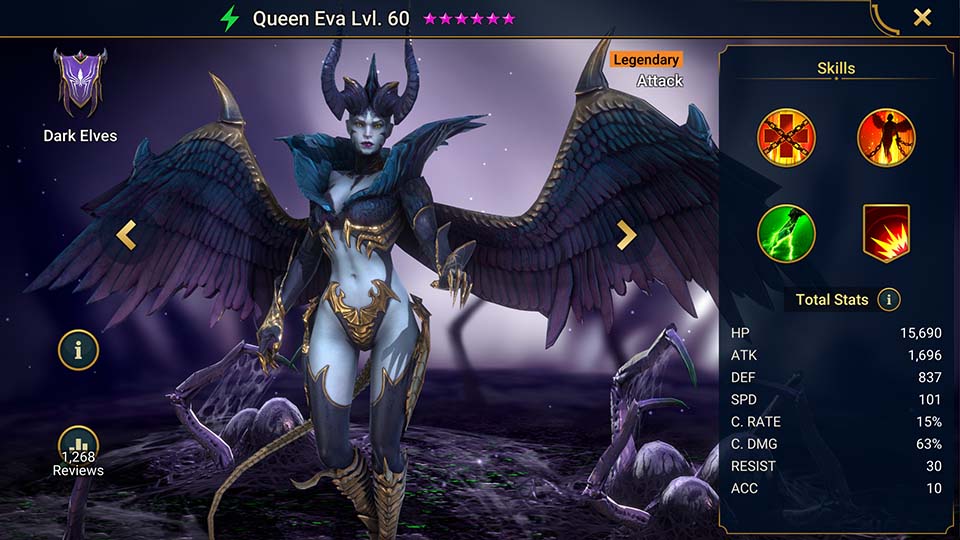 Queen Eva Lvl. 60
Dark Elves
Legendary
Attack
1,268
Reviews
Skills
Total Stats i
HP 15,690
ATK 1,696
DEF 837
SPD 101
C. RATE 15%
C. DMG 63%
RESIST 30
ACC 10